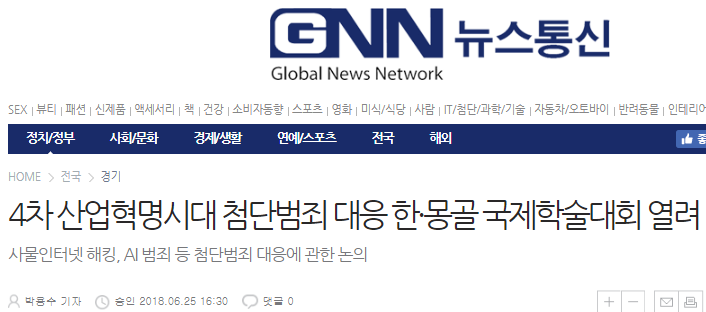 GNN 뉴스통신
Global News Network
SEX | 뷰티 | 패션 | 신제품 | 액세서리 | 책 | 건강 | 소비자동향 | 스포츠 | 영화 | 미식/식당 | 사람 | IT/첨단/과학/기술 | 자동차/오토바이 | 반려동물 | 인테리어
정치/정부 사회/문화 경제/생활 연예/스포츠 전국 해외
HOME > 전국 > 경기
4차 산업혁명시대 첨단범죄 대응 한·몽골 국제학술대회 열려
사물인터넷 해킹, AI 범죄 등 첨단범죄 대응에 관한 논의
박용수 기자 승인 2018.06.25 16:30 댓글 0